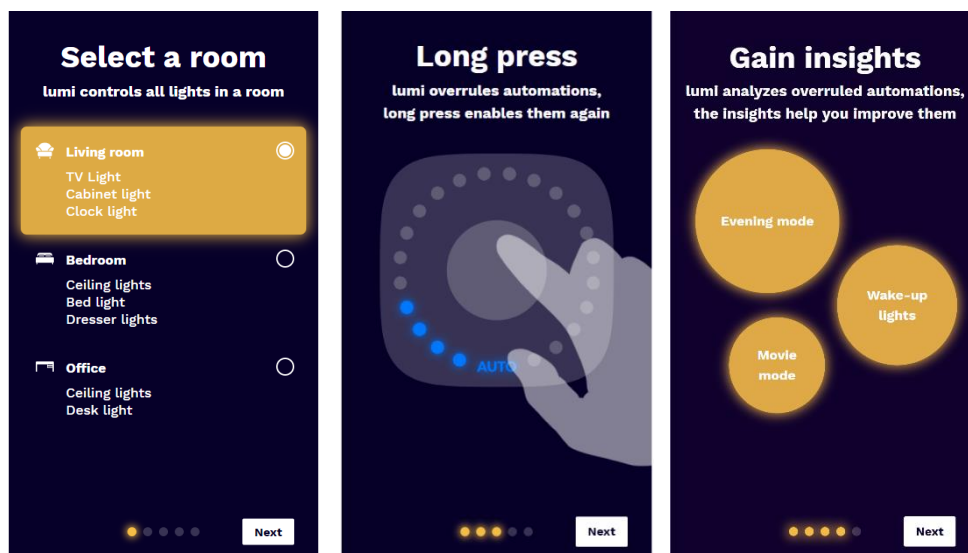 Select a room
lumi controls all lights in a room
Living room
TV Light
Cabinet light
Clock light
Bedroom
Ceiling lights
Bed light
Dresser lights
Office
Ceiling lights
Desk light
Next
Long press
lumi overrules automations,
long press enables them again
AUTO
Next
Gain insights
lumi analyzes overruled automations,
the insights help you improve them
Evening mode
Wake-up
lights
Movie
mode
Next